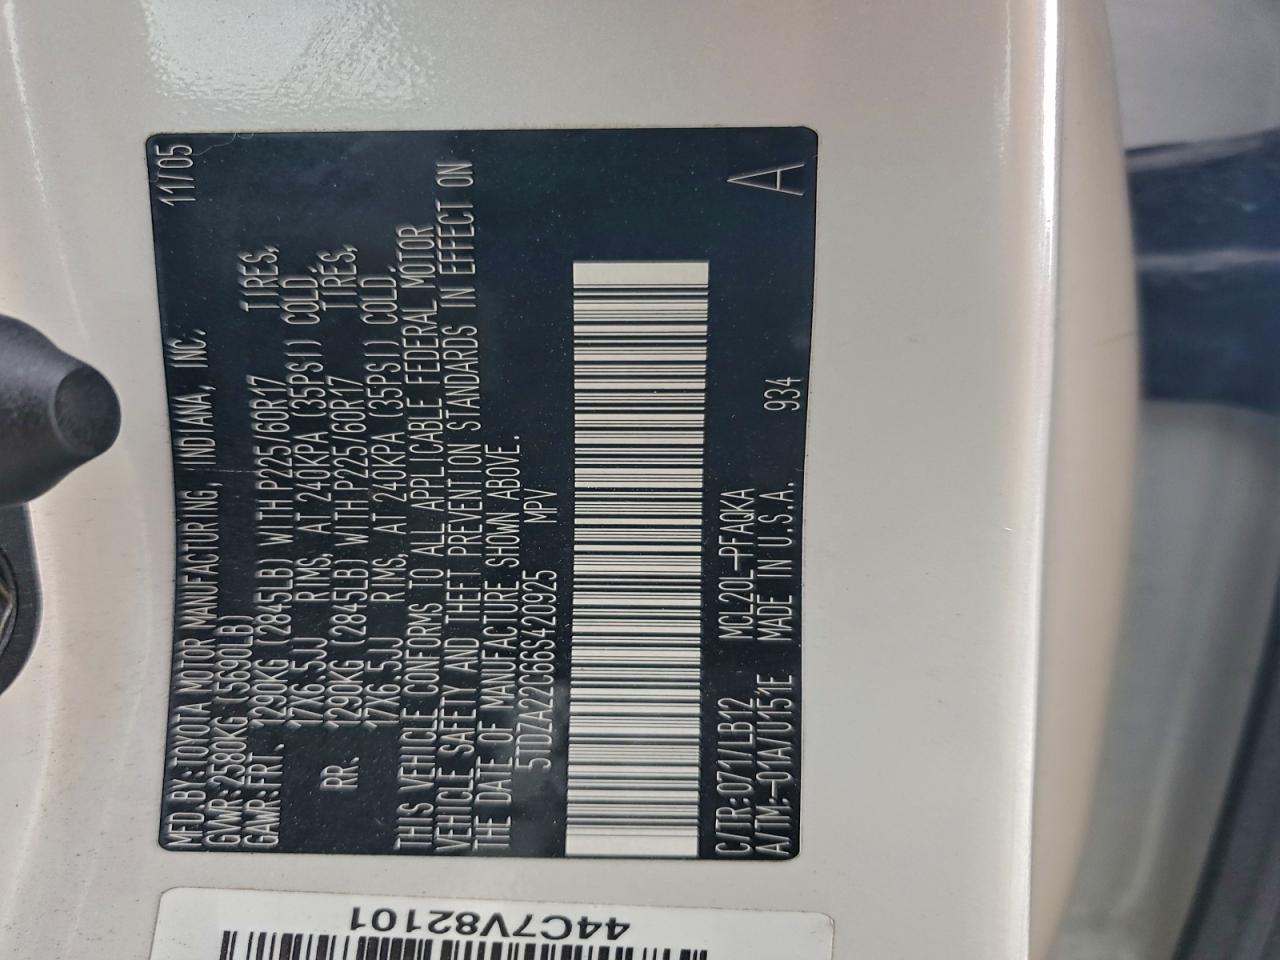 MFD.BY:TOYOTA MOTOR MANUFACTURING, INDIANA, INC. 11/05
GVWR:2580KG (5690LB)
GAWR:FRT. 1290KG (2845LB) WITH P225/60R17 TIRES,
17X6.5JJ RIMS, AT 240KPA (35PSI) COLD.
RR. 1290KG (2845LB) WITH P225/60R17 TIRES,
17X6.5JJ RIMS, AT 240KPA (35PSI) COLD.
THIS VEHICLE CONFORMS TO ALL APPLICABLE FEDERAL MOTOR
VEHICLE SAFETY AND THEFT PREVENTION STANDARDS IN EFFECT ON
THE DATE OF MANUFACTURE SHOWN ABOVE.
5TDZA22C66S420925 MPV
C/TR:071/LB12 MCL20L-PFAQKA
A/TM:-01A/U151E MADE IN U.S.A. 934 A
44C7V82101